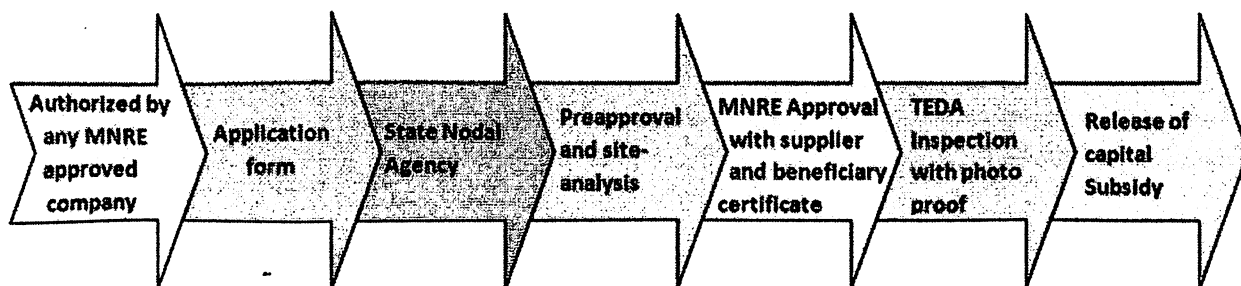 Authorized by
any MNRE
approved
company
Application
form
State Nodal
Agency
Preapproval
and site-
analysis
MNRE Approval
with supplier
and beneficiary
certificate
TEDA
Inspection
with photo
proof
Release of
capital
Subsidy